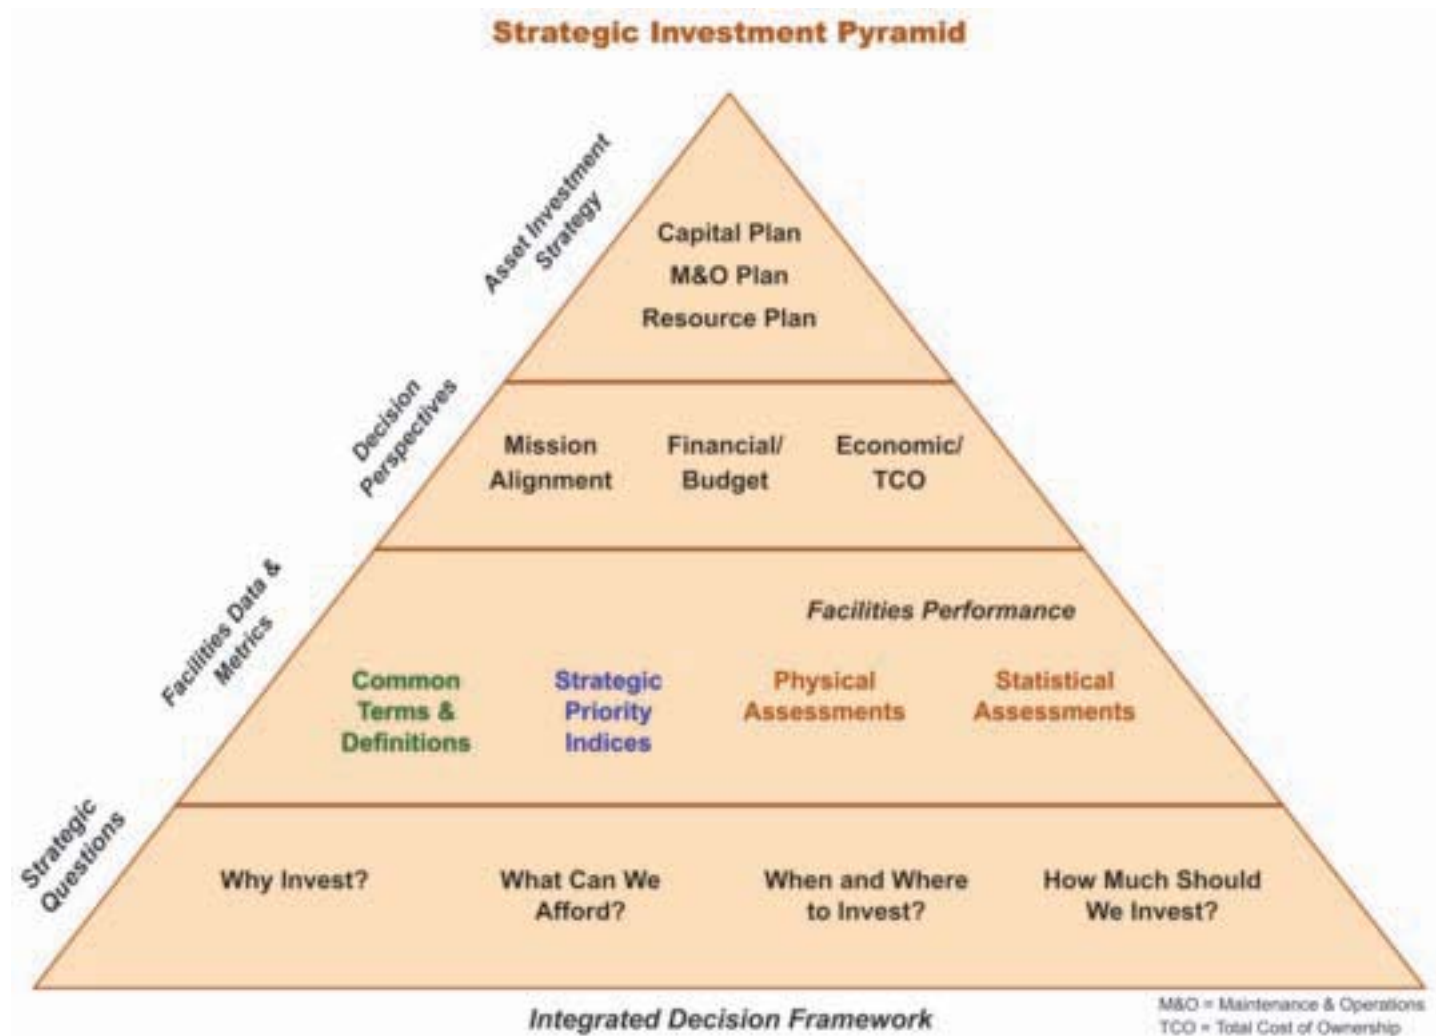 Strategic Investment Pyramid
Asset Investment
Strategy
Capital Plan
M&O Plan
Resource Plan
Decision
Perspectives
Mission
Alignment
Financial/
Budget
Economic/
TCO
Facilities Data &
Metrics
Facilities Performance
Common
Terms &
Definitions
Strategic
Priority
Indices
Physical
Assessments
Statistical
Assessments
Strategic
Questions
Why Invest?
What Can We
Afford?
When and Where
to Invest?
How Much Should
We Invest?
Integrated Decision Framework
M&O = Maintenance & Operations
TCO = Total Cost of Ownership